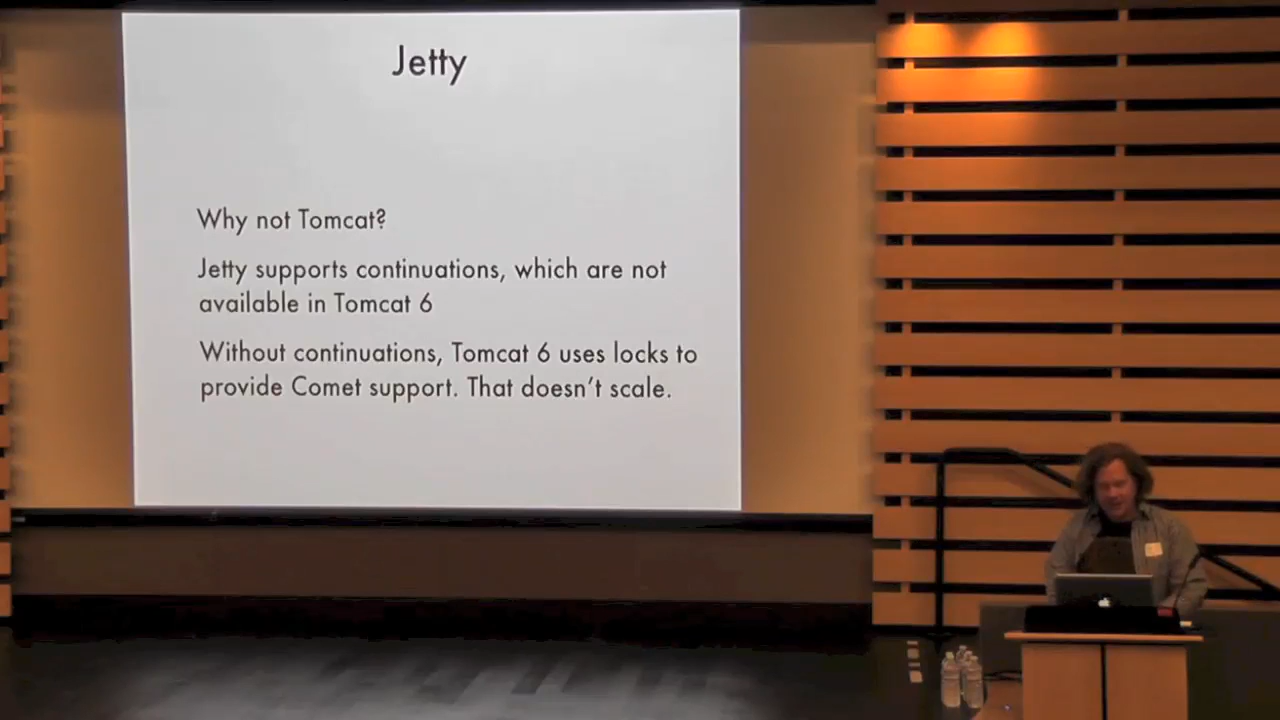 Jetty
Why not Tomcat?
Jetty supports continuations, which are not
available in Tomcat 6
Without continuations, Tomcat 6 uses locks to
provide Comet support. That doesn't scale.